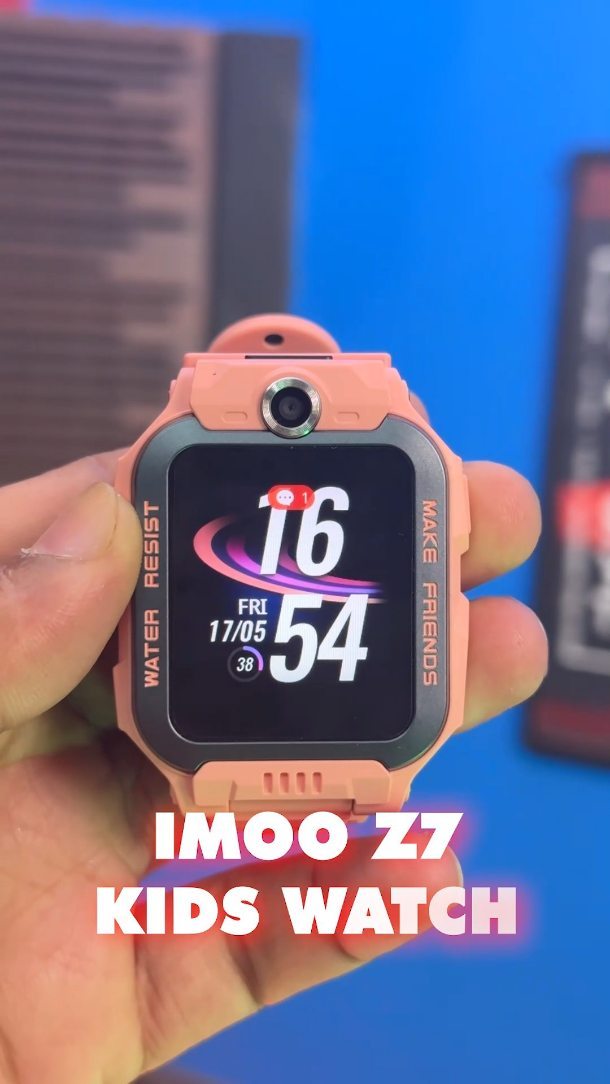 1
16
FRI
17/05
54
38
WATER RESIST
MAKE FRIENDS
IMOO Z7
KIDS WATCH